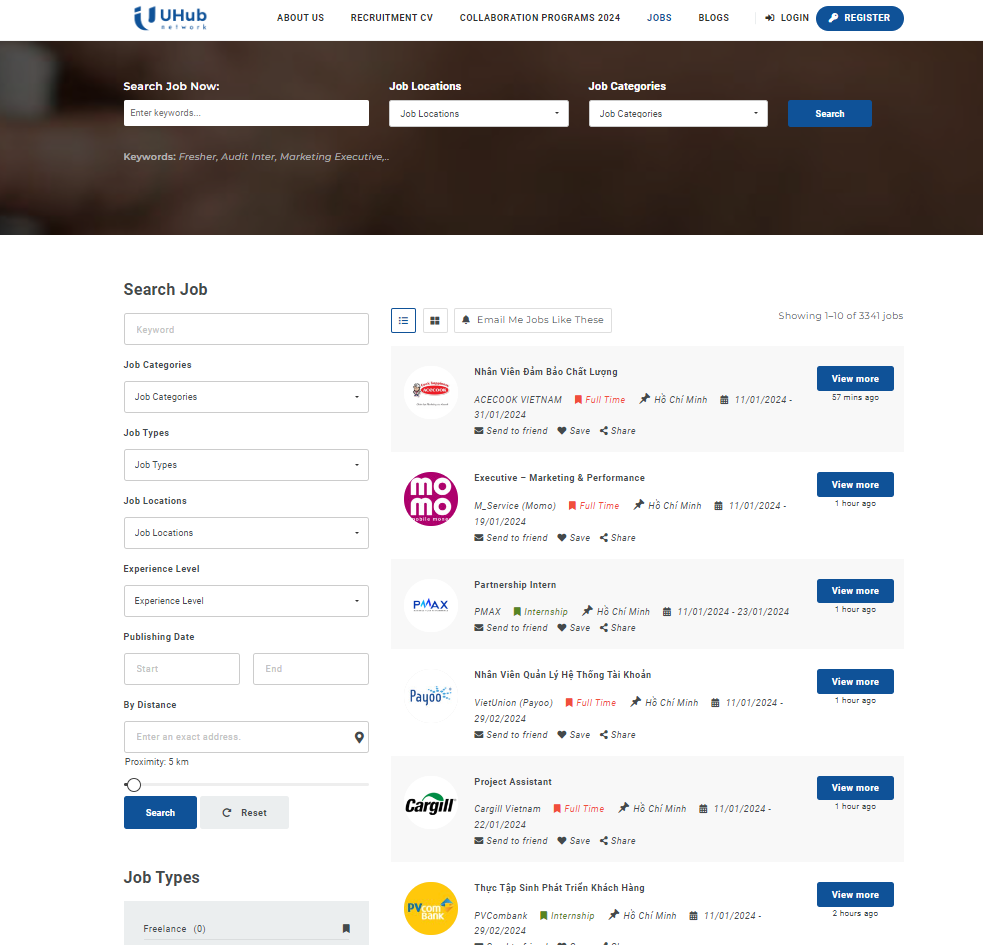 UHub
network
ABOUT US
RECRUITMENT CV
COLLABORATION PROGRAMS 2024
JOBS
BLOGS
LOGIN
REGISTER
Search Job Now:
Job Locations
Job Categories
Enter keywords...
Job Locations
Job Categories
Search
Keywords: Fresher, Audit Inter, Marketing Executive,..
Search Job
Keyword
Job Categories
Job Categories
Job Types
Job Types
Job Locations
Job Locations
Experience Level
Experience Level
Publishing Date
Start
End
By Distance
Enter an exact address.
Proximity: 5 km
Search
Reset
Job Types
Freelance (0)
Email Me Jobs Like These
Showing 1–10 of 3341 jobs
ACECOOK
Nhân Viên Đảm Bảo Chất Lượng
ACECOOK VIETNAM Full Time Hồ Chí Minh 11/01/2024 -
31/01/2024
Send to friend Save Share
View more
57 mins ago
mo
mo
mobile money
Executive – Marketing & Performance
M_Service (Momo) Full Time Hồ Chí Minh 11/01/2024 -
19/01/2024
Send to friend Save Share
View more
1 hour ago
PMAX
Partnership Intern
PMAX Internship Hồ Chí Minh 11/01/2024 - 23/01/2024
Send to friend Save Share
View more
1 hour ago
Payoo
Nhân Viên Quản Lý Hệ Thống Tài Khoản
VietUnion (Payoo) Full Time Hồ Chí Minh 11/01/2024 -
29/02/2024
Send to friend Save Share
View more
1 hour ago
Cargill
Project Assistant
Cargill Vietnam Full Time Hồ Chí Minh 11/01/2024 -
22/01/2024
Send to friend Save Share
View more
1 hour ago
PVcom
Bank
Thực Tập Sinh Phát Triển Khách Hàng
PVCombank Internship Hồ Chí Minh 11/01/2024 -
29/02/2024
View more
2 hours ago